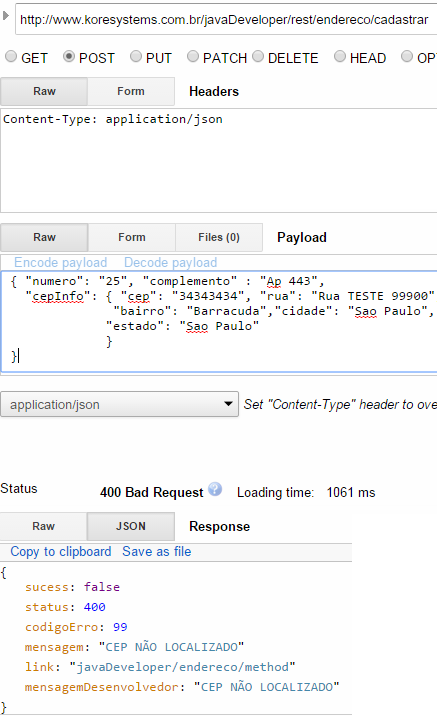 http://www.koresystems.com.br/javaDeveloper/rest/endereco/cadastrar
GET POST PUT PATCH DELETE HEAD OP
Raw Form Headers
Content-Type: application/json
Raw Form Files (0) Payload
Encode payload Decode payload
{ "numero": "25", "complemento" : "Ap 443",
"cepInfo": { "cep": "34343434", "rua": "Rua TESTE 99900"
"bairro": "Barracuda","cidade": "Sao Paulo",
"estado": "Sao Paulo"
}
}
application/json Set "Content-Type" header to ove
Status 400 Bad Request ? Loading time: 1061 ms
Raw JSON Response
Copy to clipboard Save as file
{
sucess: false
status: 400
codigoErro: 99
mensagem: "CEP NÃO LOCALIZADO"
link: "javaDeveloper/endereco/method"
mensagemDesenvolvedor: "CEP NÃO LOCALIZADO"
}